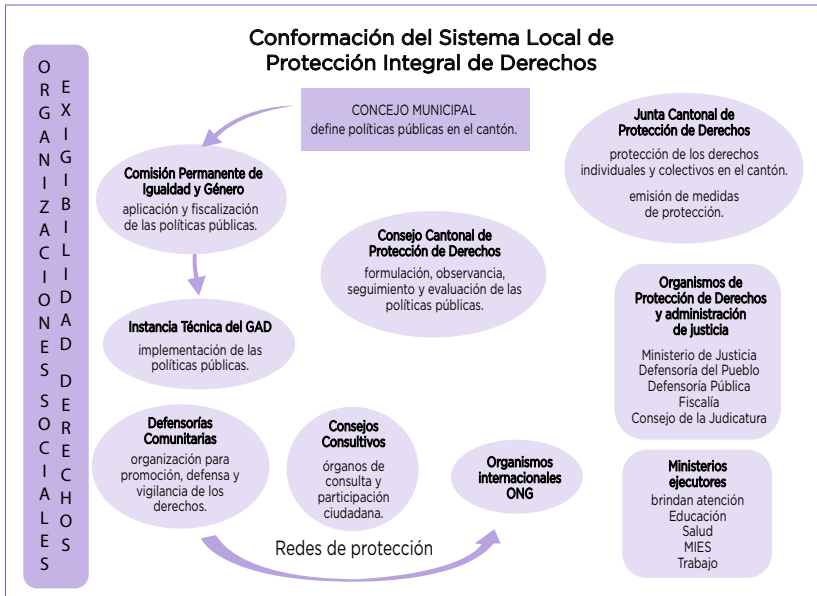 Conformación del Sistema Local de
Protección Integral de Derechos
ORGANIZACIONES SOCIALES
EXIGIBILIDAD DERECHOS
CONCEJO MUNICIPAL
define políticas públicas en el cantón.
Junta Cantonal de
Protección de Derechos
protección de los derechos
individuales y colectivos en el cantón.
emisión de medidas
de protección.
Comisión Permanente de
Igualdad y Género
aplicación y fiscalización
de las políticas públicas.
Consejo Cantonal de
Protección de Derechos
formulación, observancia,
seguimiento y evaluación de las
políticas públicas.
Instancia Técnica del GAD
implementación de las
políticas públicas.
Organismos de
Protección de Derechos
y administración
de justicia
Ministerio de Justicia
Defensoría del Pueblo
Defensoría Pública
Fiscalía
Consejo de la Judicatura
Defensorías
Comunitarias
organización para
promoción, defensa y
vigilancia de los
derechos.
Consejos
Consultivos
órganos de
consulta y
participación
ciudadana.
Organismos
internacionales
ONG
Ministerios
ejecutores
brindan atención
Educación
Salud
MIES
Trabajo
Redes de protección